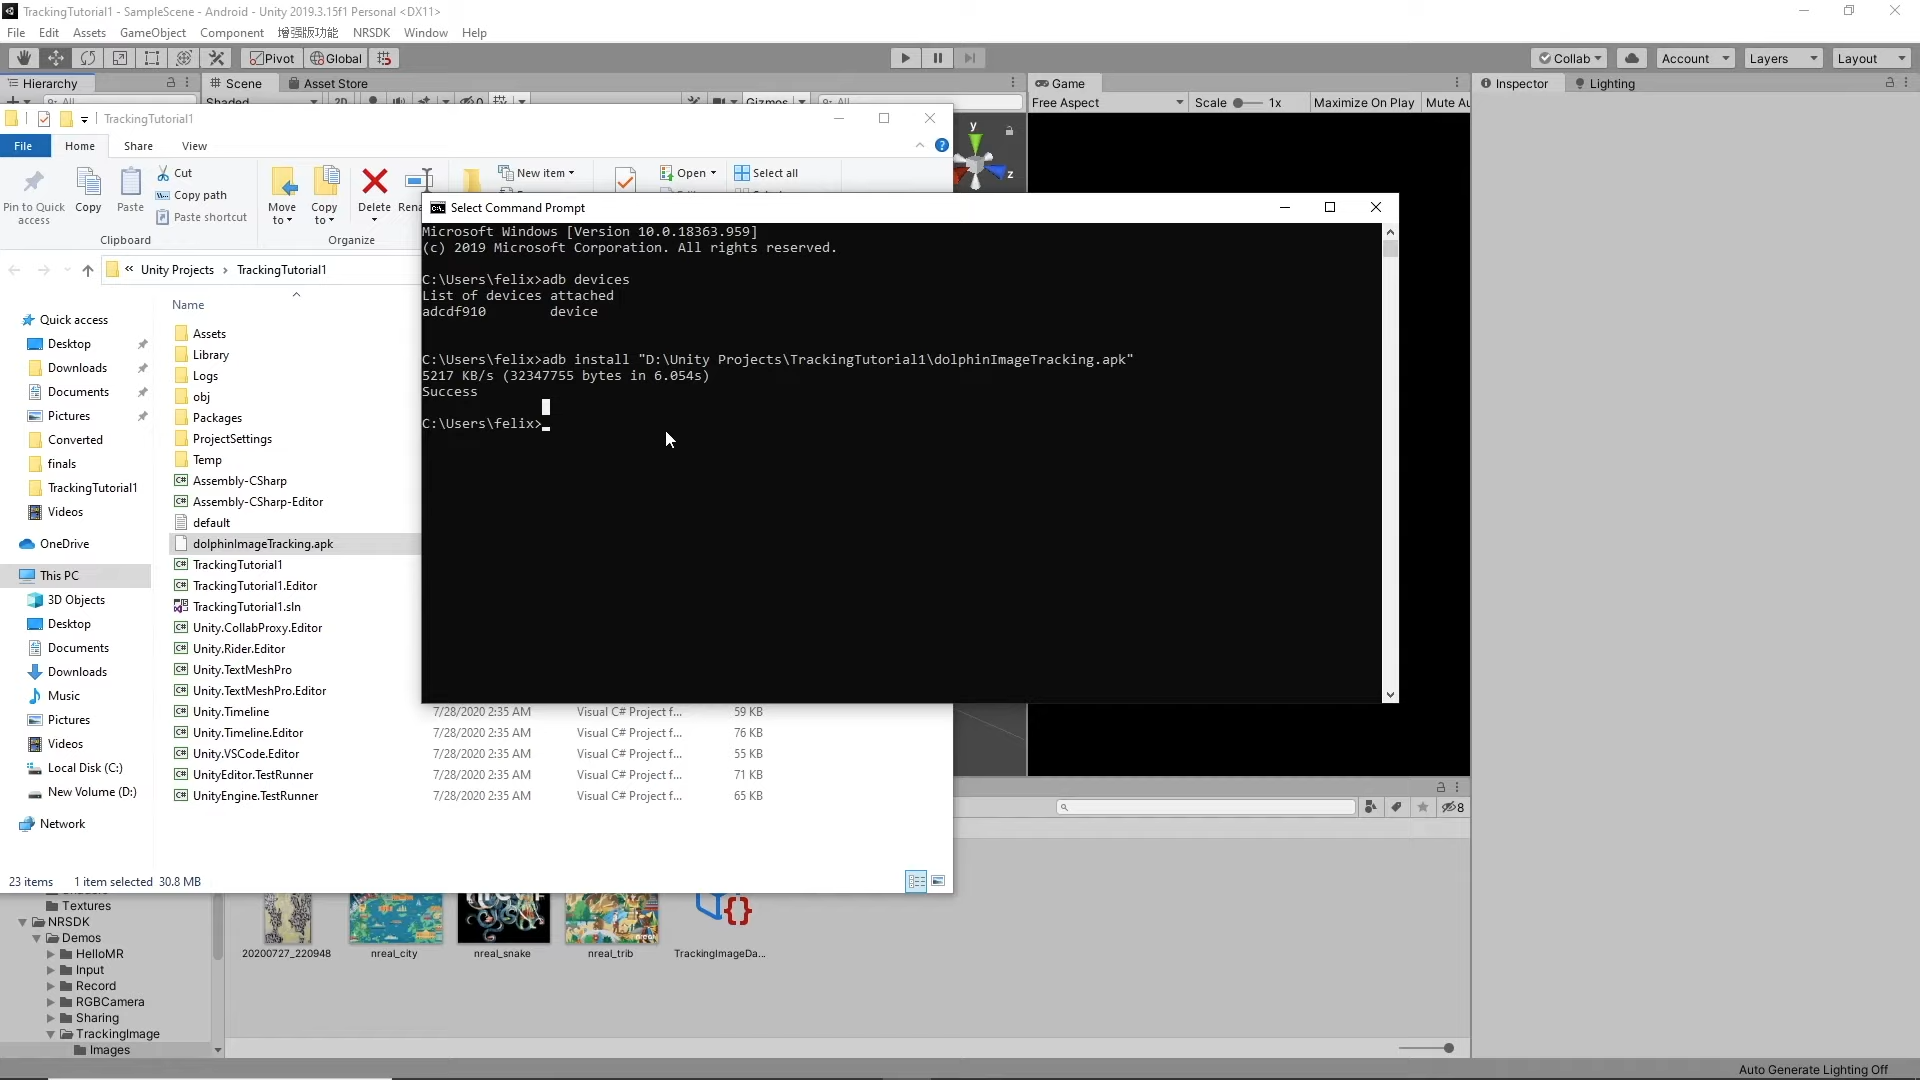 TrackingTutorial1 - SampleScene - Android - Unity 2019.3.15f1 Personal <DX11>
File Edit Assets GameObject Component 增强版功能 NRSDK Window Help
Pivot Global Collab Account Layers Layout
Hierarchy Scene Asset Store Game Inspector Lighting
All Shaded 2D Gizmos All Free Aspect Scale 1x Maximize On Play Mute Au
TrackingTutorial1
File Home Share View
Pin to Quick access
Copy
Paste
Cut
Copy path
Paste shortcut
Clipboard
Move to
Copy to
Delete
Rena
Organize
New item
Open
Select all
« Unity Projects › TrackingTutorial1
Quick access
Desktop
Downloads
Documents
Pictures
Converted
finals
TrackingTutorial1
Videos
OneDrive
This PC
3D Objects
Desktop
Documents
Downloads
Music
Pictures
Videos
Local Disk (C:)
New Volume (D:)
Network
Name
Assets
Library
Logs
obj
Packages
ProjectSettings
Temp
Assembly-CSharp
Assembly-CSharp-Editor
default
dolphinImageTracking.apk
TrackingTutorial1
TrackingTutorial1.Editor
TrackingTutorial1.sln
Unity.CollabProxy.Editor
Unity.Rider.Editor
Unity.TextMeshPro
Unity.TextMeshPro.Editor
Unity.Timeline 7/28/2020 2:35 AM Visual C# Project f... 59 KB
Unity.Timeline.Editor 7/28/2020 2:35 AM Visual C# Project f... 76 KB
Unity.VSCode.Editor 7/28/2020 2:35 AM Visual C# Project f... 55 KB
UnityEditor.TestRunner 7/28/2020 2:35 AM Visual C# Project f... 71 KB
UnityEngine.TestRunner 7/28/2020 2:35 AM Visual C# Project f... 65 KB
23 items 1 item selected 30.8 MB
Select Command Prompt
Microsoft Windows [Version 10.0.18363.959]
(c) 2019 Microsoft Corporation. All rights reserved.
C:\Users\felix>adb devices
List of devices attached
adcdf910 device
C:\Users\felix>adb install "D:\Unity Projects\TrackingTutorial1\dolphinImageTracking.apk"
5217 KB/s (32347755 bytes in 6.054s)
Success
C:\Users\felix>
8
Textures
NRSDK
Demos
HelloMR
Input
Record
RGBCamera
Sharing
TrackingImage
Images
20200727_220948 nreal_city nreal_snake nreal_trib TrackingImageDa...
Auto Generate Lighting Off